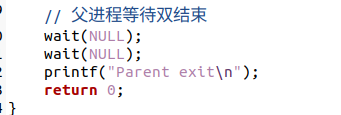 // 父进程等待双结束
wait(NULL);
wait(NULL);
printf("Parent exit\n");
return 0;
}